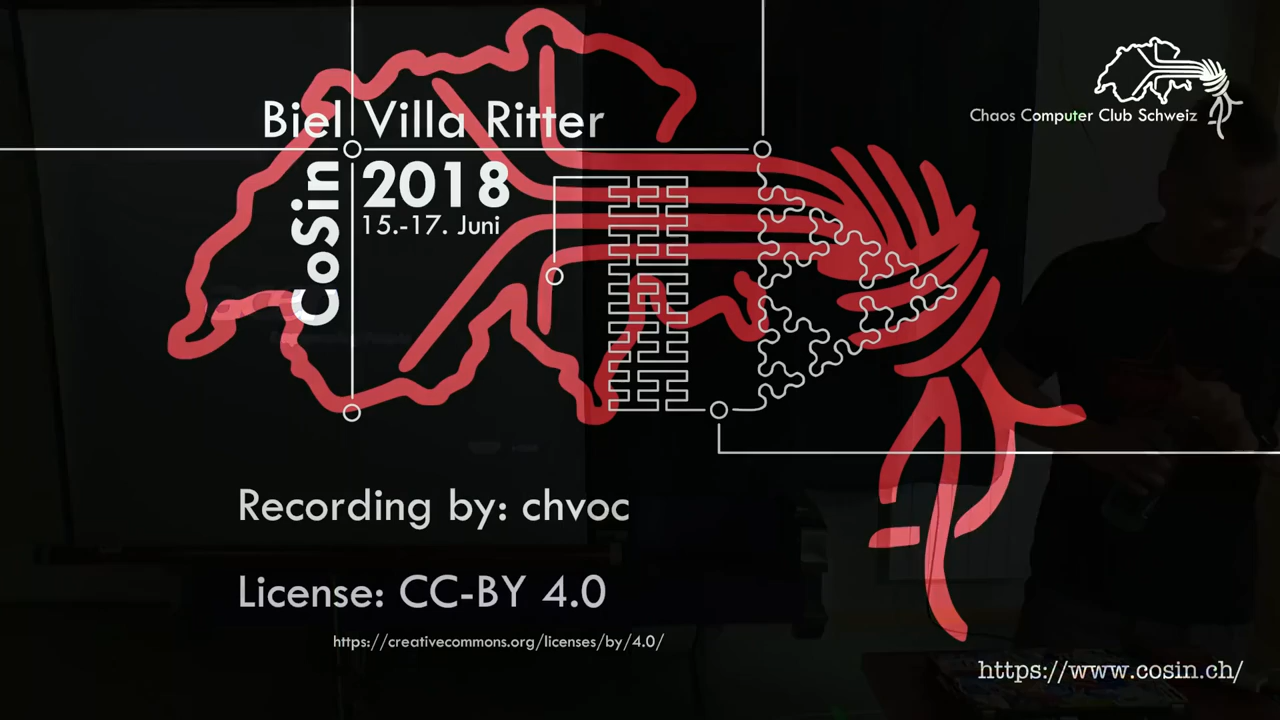 Chaos Computer Club Schweiz
Biel Villa Ritter
CoSin
2018
15.-17. Juni
Recording by: chvoc
License: CC-BY 4.0
https://creativecommons.org/licenses/by/4.0/
https://www.cosin.ch/